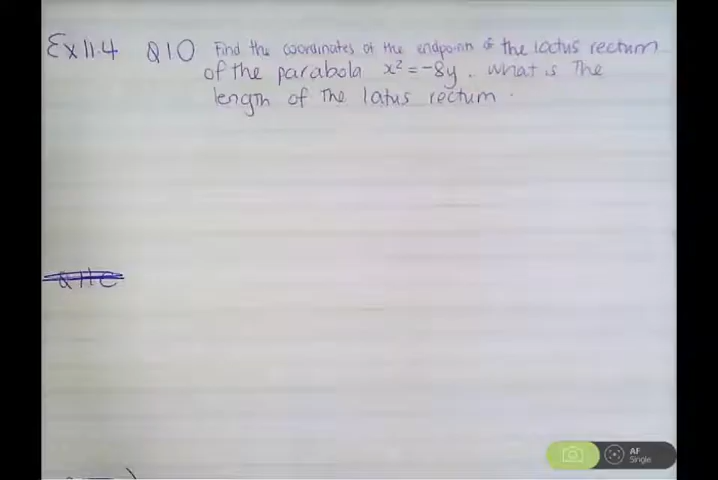 Ex 11.4 Q10 Find the coordinates of the endpoints of the latus rectum
of the parabola x² = -8y. What is the
length of the latus rectum.
AF
Single